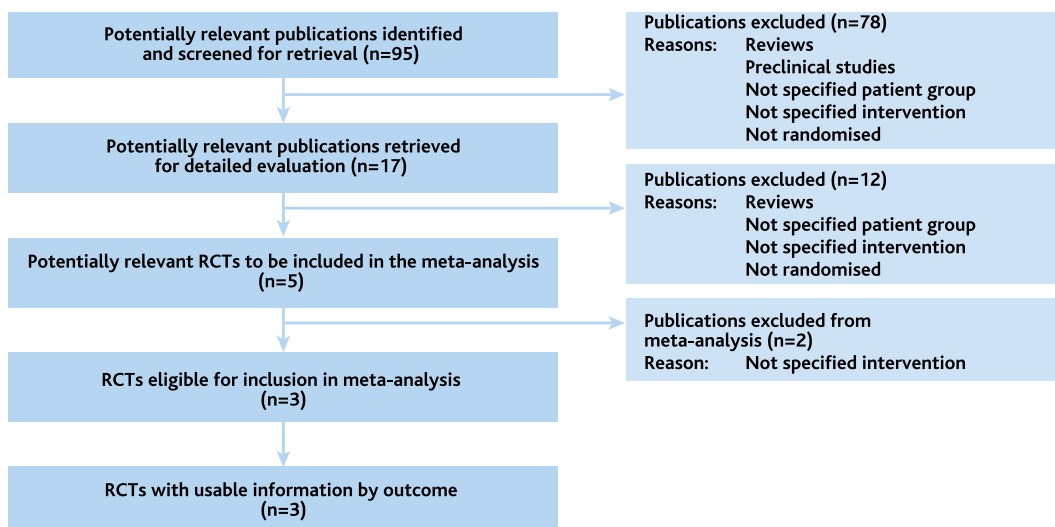 Potentially relevant publications identified
and screened for retrieval (n=95)
Publications excluded (n=78)
Reasons: Reviews
Preclinical studies
Not specified patient group
Not specified intervention
Not randomised
Potentially relevant publications retrieved
for detailed evaluation (n=17)
Publications excluded (n=12)
Reasons: Reviews
Not specified patient group
Not specified intervention
Not randomised
Potentially relevant RCTs to be included in the meta-analysis
(n=5)
Publications excluded from
meta-analysis (n=2)
Reason: Not specified intervention
RCTs eligible for inclusion in meta-analysis
(n=3)
RCTs with usable information by outcome
(n=3)